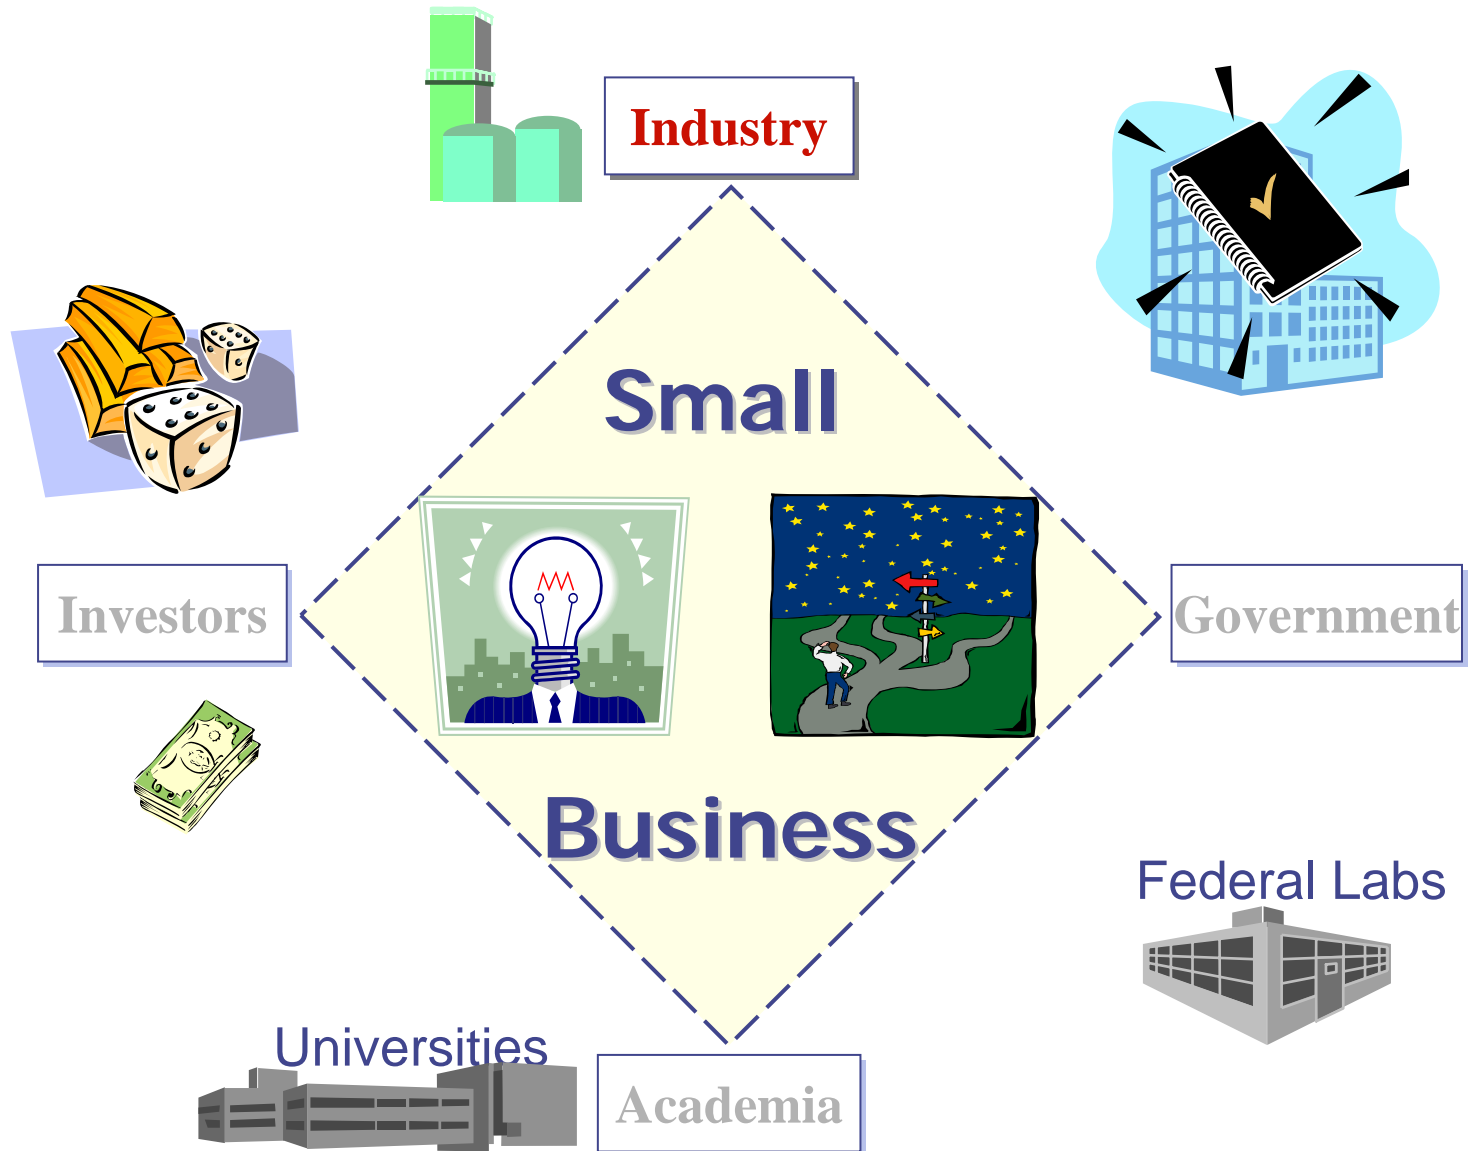 Industry
Small
Investors
Government
Business
Federal Labs
Universities
Academia